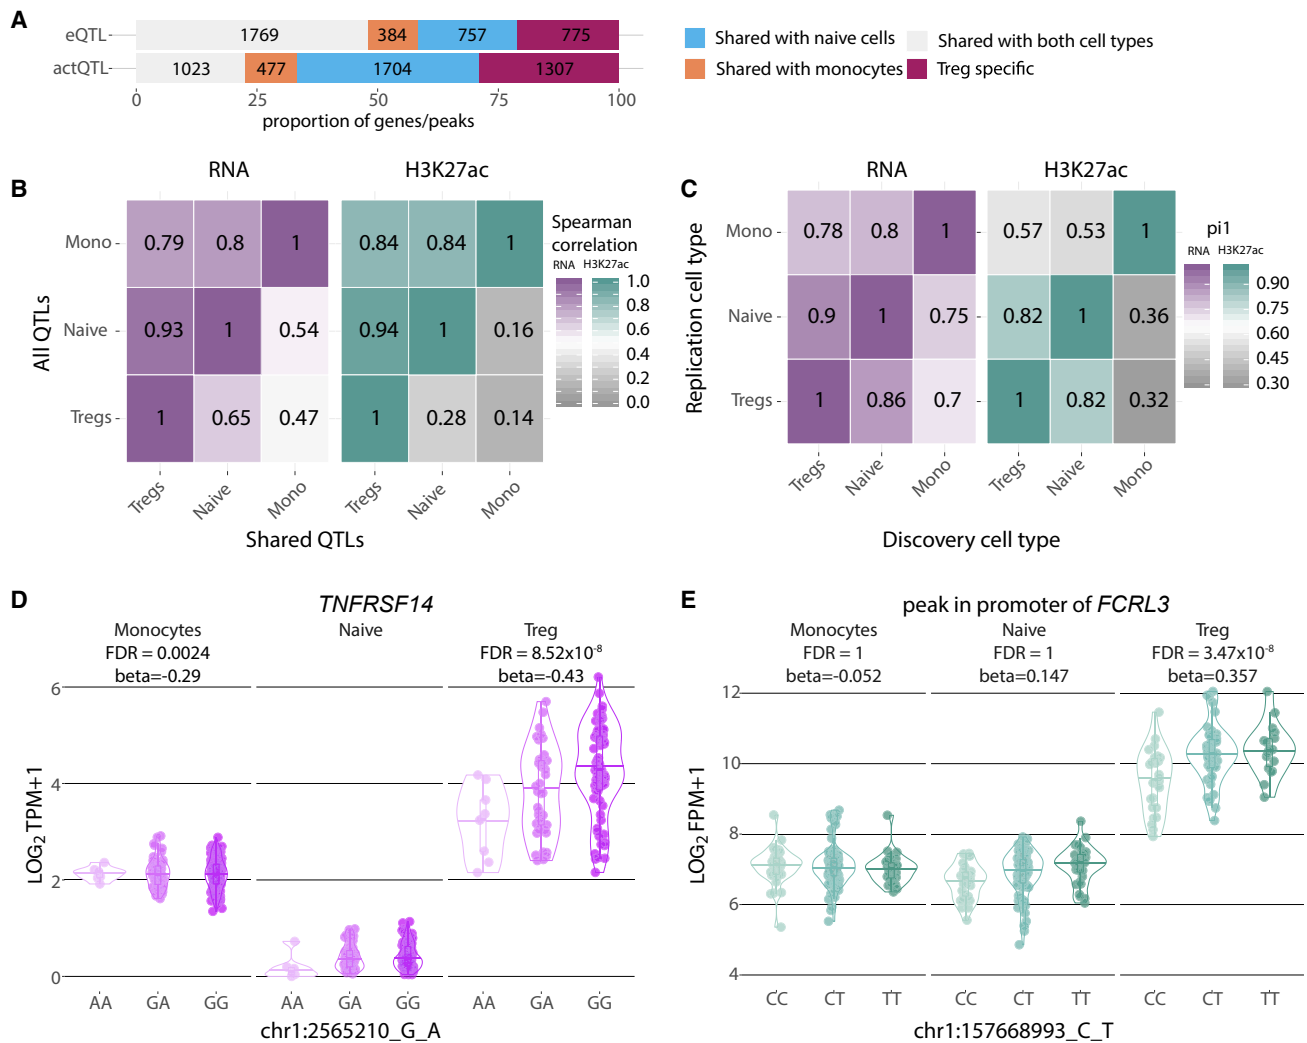 A
eQTL
1769
384
757
775
actQTL
1023
477
1704
1307
0
25
50
75
100
proportion of genes/peaks
Shared with naive cells
Shared with both cell types
Shared with monocytes
Treg specific
B
RNA
H3K27ac
All QTLs
Mono
0.79
0.8
1
0.84
0.84
1
Naive
0.93
1
0.54
0.94
1
0.16
Tregs
1
0.65
0.47
1
0.28
0.14
Tregs
Naive
Mono
Tregs
Naive
Mono
Shared QTLs
Spearman
correlation
RNA
H3K27ac
1.0
0.8
0.6
0.4
0.2
0.0
C
RNA
H3K27ac
Replication cell type
Mono
0.78
0.8
1
0.57
0.53
1
Naive
0.9
1
0.75
0.82
1
0.36
Tregs
1
0.86
0.7
1
0.82
0.32
Tregs
Naive
Mono
Tregs
Naive
Mono
Discovery cell type
pi1
RNA
H3K27ac
0.90
0.75
0.60
0.45
0.30
D
TNFRSF14
Monocytes
FDR = 0.0024
beta=-0.29
Naive
Treg
FDR = 8.52x10⁻⁸
beta=-0.43
LOG₂ TPM+1
6
4
2
0
AA
GA
GG
AA
GA
GG
AA
GA
GG
chr1:2565210_G_A
E
peak in promoter of FCRL3
Monocytes
FDR = 1
beta=-0.052
Naive
FDR = 1
beta=0.147
Treg
FDR = 3.47x10⁻⁸
beta=0.357
LOG₂ FPM+1
12
10
8
6
4
CC
CT
TT
CC
CT
TT
CC
CT
TT
chr1:157668993_C_T